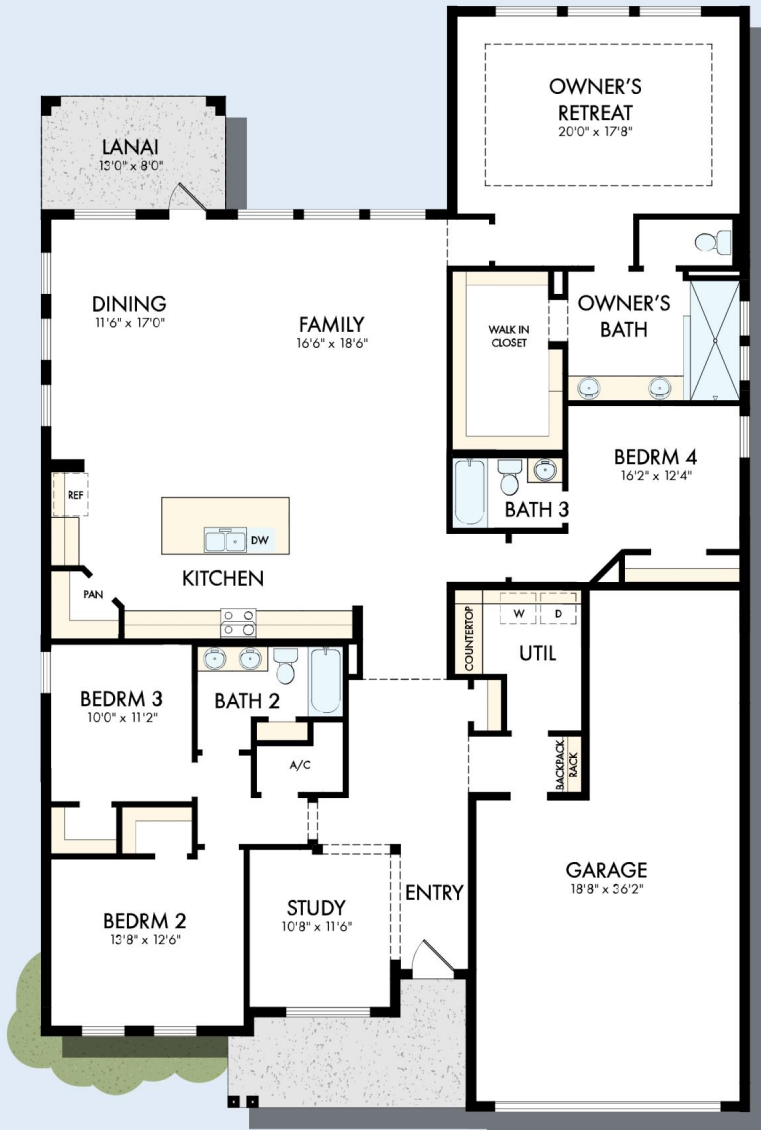 OWNER'S
RETREAT
20'0" x 17'8"
LANAI
13'0" x 8'0"
DINING
11'6" x 17'0"
FAMILY
16'6" x 18'6"
WALK IN
CLOSET
OWNER'S
BATH
BEDRM 4
16'2" x 12'4"
REF
BATH 3
DW
KITCHEN
PAN
COUNTERTOP
W
D
UTIL
BEDRM 3
10'0" x 11'2"
BATH 2
A/C
BACKPACK
RACK
GARAGE
18'8" x 36'2"
BEDRM 2
13'8" x 12'6"
STUDY
10'8" x 11'6"
ENTRY